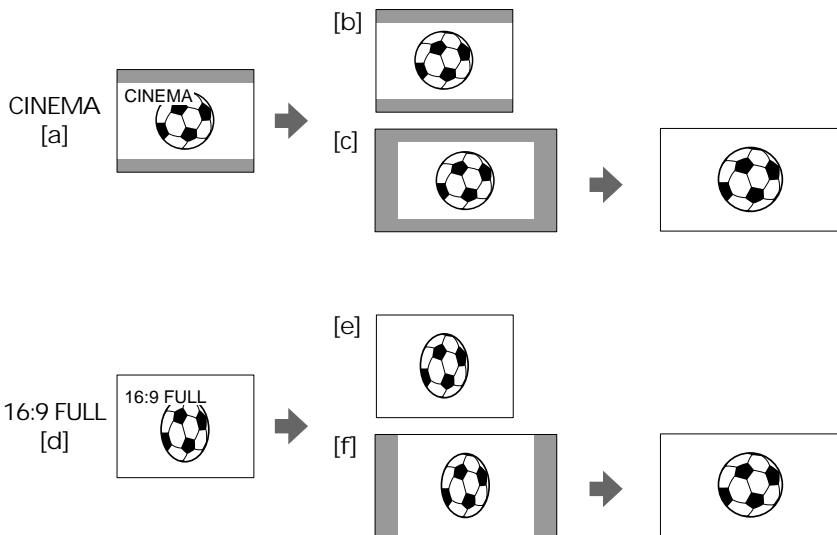 [b]
CINEMA
CINEMA
[a]
[c]
[e]
16:9 FULL
16:9 FULL
[d]
[f]